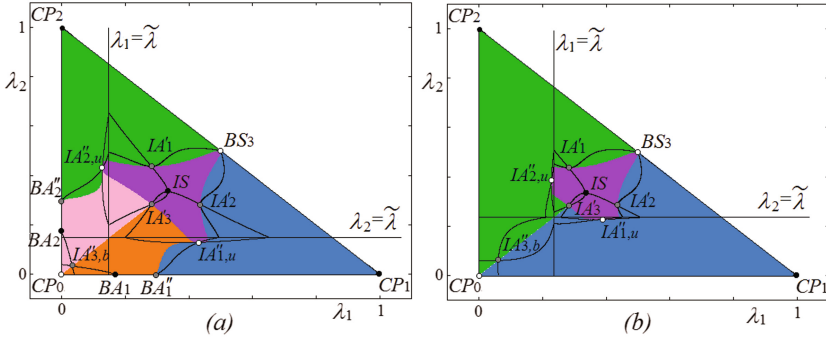 CP₂
1
λ₁=λ̃
λ₂
IA′₁
BS₃
IA″₂,ᵤ
IS
BA″₂
IA′₂
IA′₃
BA₂
λ₂=λ̃
IA″₃,b
IA″₁,ᵤ
0
CP₀
BA₁
BA″₁
CP₁
0
λ₁
1
(a)
CP₂
1
λ₁=λ̃
λ₂
IA′₁
BS₃
IA″₂,ᵤ
IS
IA′₂
IA′₃
λ₂=λ̃
IA″₁,ᵤ
IA″₃,b
0
CP₀
CP₁
0
λ₁
1
(b)